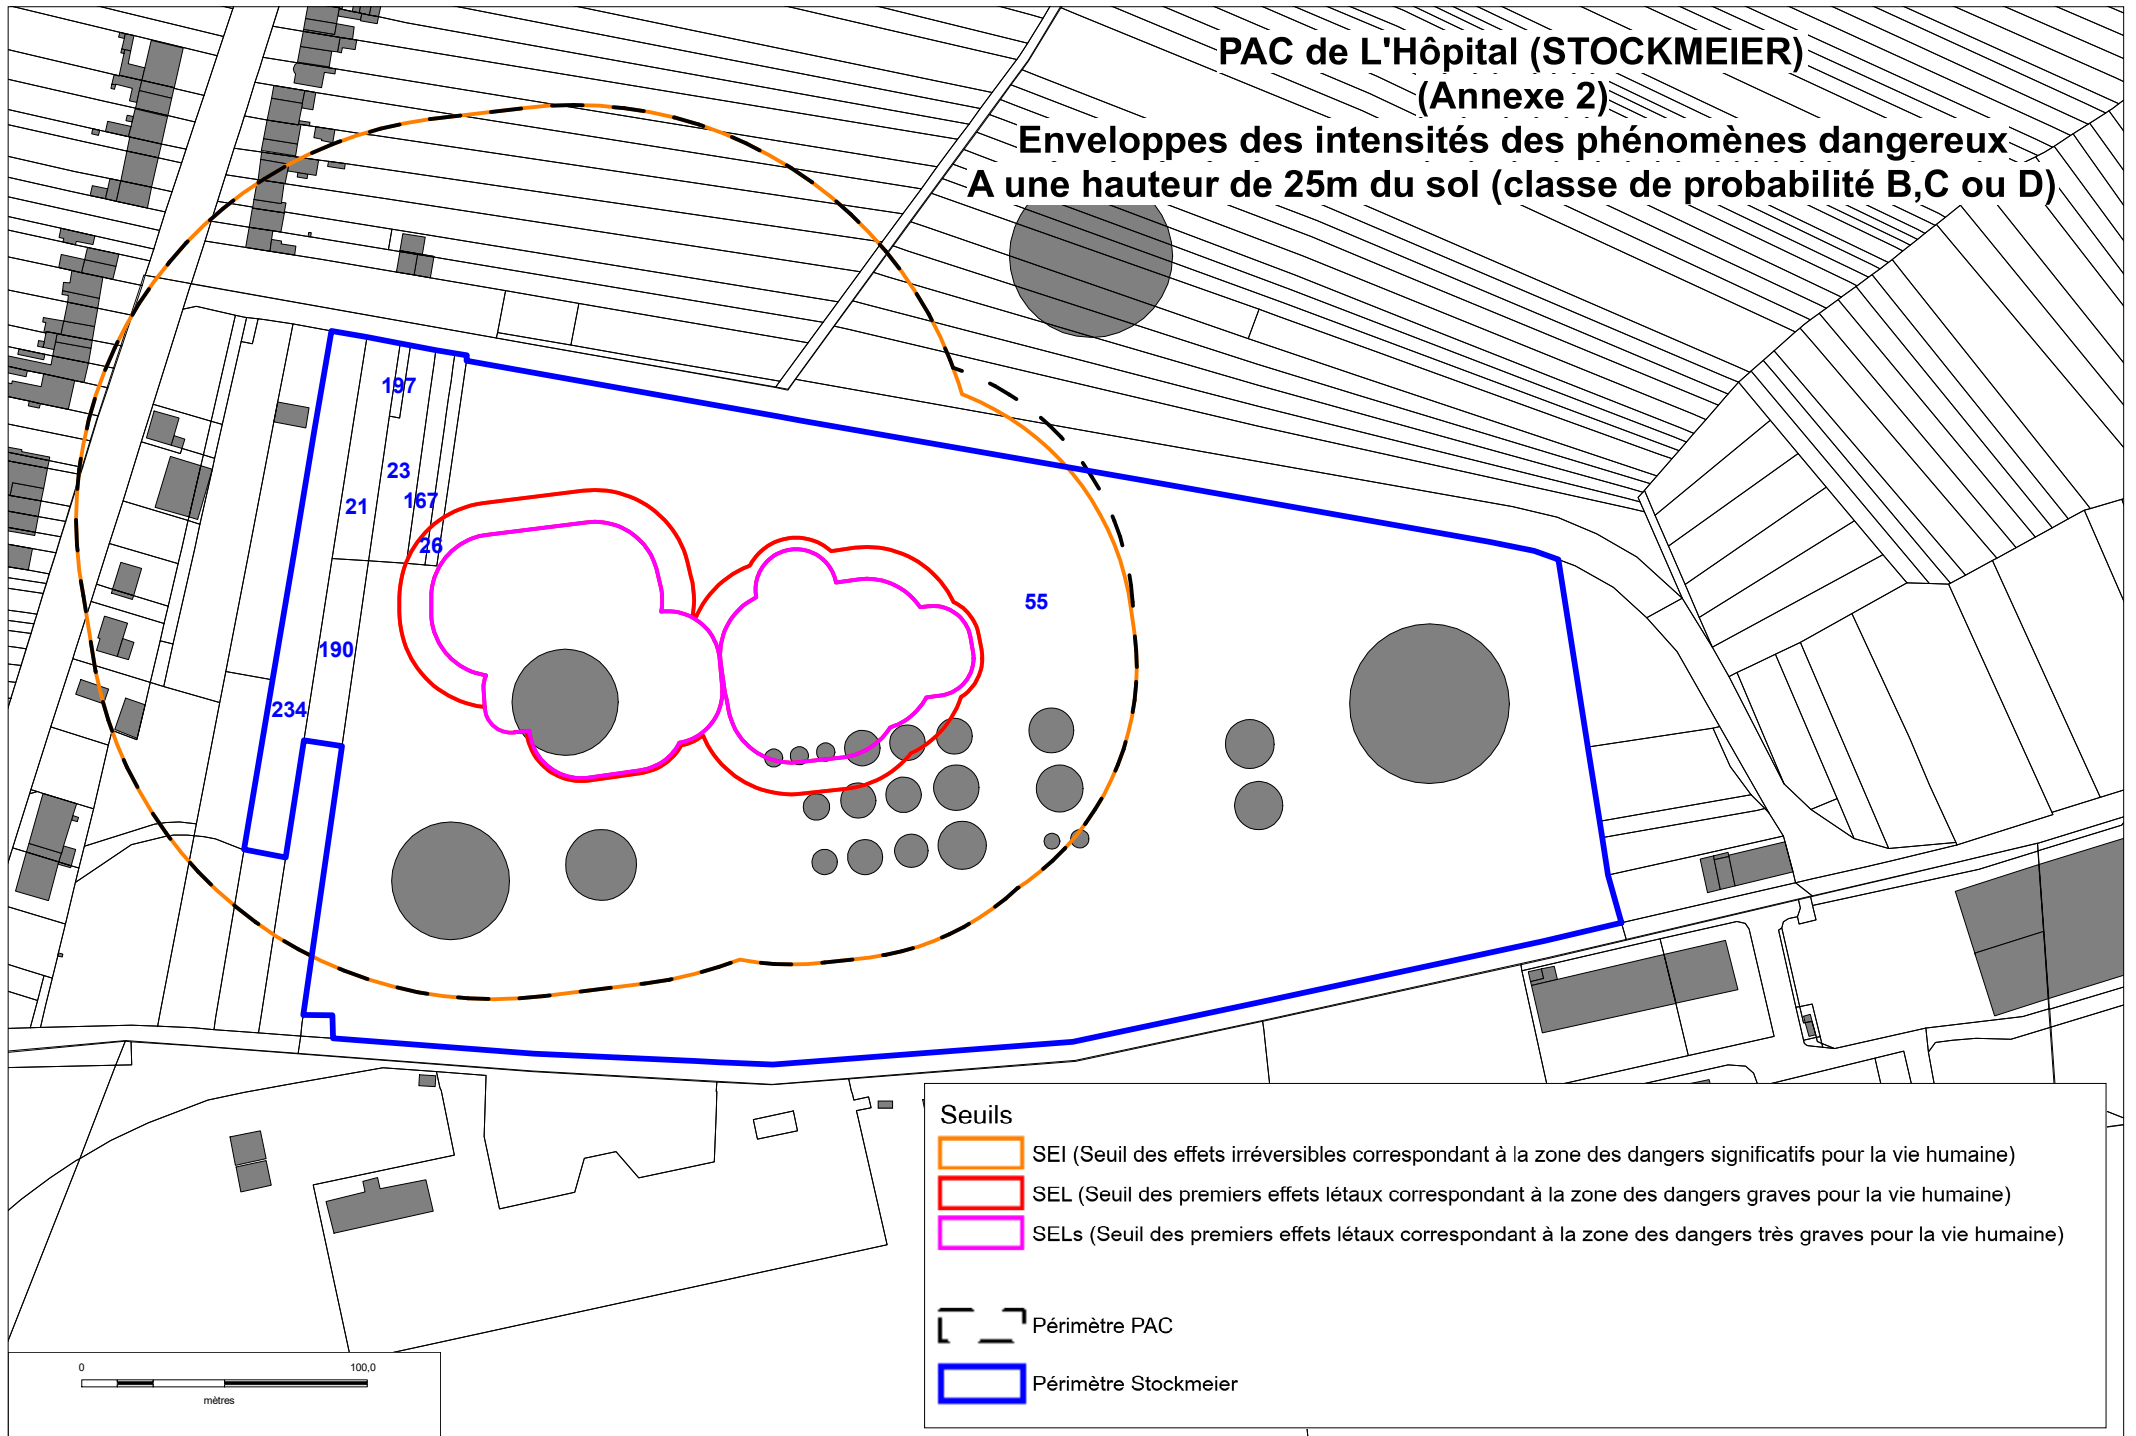 PAC de L'Hôpital (STOCKMEIER)
(Annexe 2)
Enveloppes des intensités des phénomènes dangereux
A une hauteur de 25m du sol (classe de probabilité B,C ou D)
197
23
21
167
26
55
190
234
Seuils
SEI (Seuil des effets irréversibles correspondant à la zone des dangers significatifs pour la vie humaine)
SEL (Seuil des premiers effets létaux correspondant à la zone des dangers graves pour la vie humaine)
SELs (Seuil des premiers effets létaux correspondant à la zone des dangers très graves pour la vie humaine)
Périmètre PAC
Périmètre Stockmeier
0 100,0
mètres